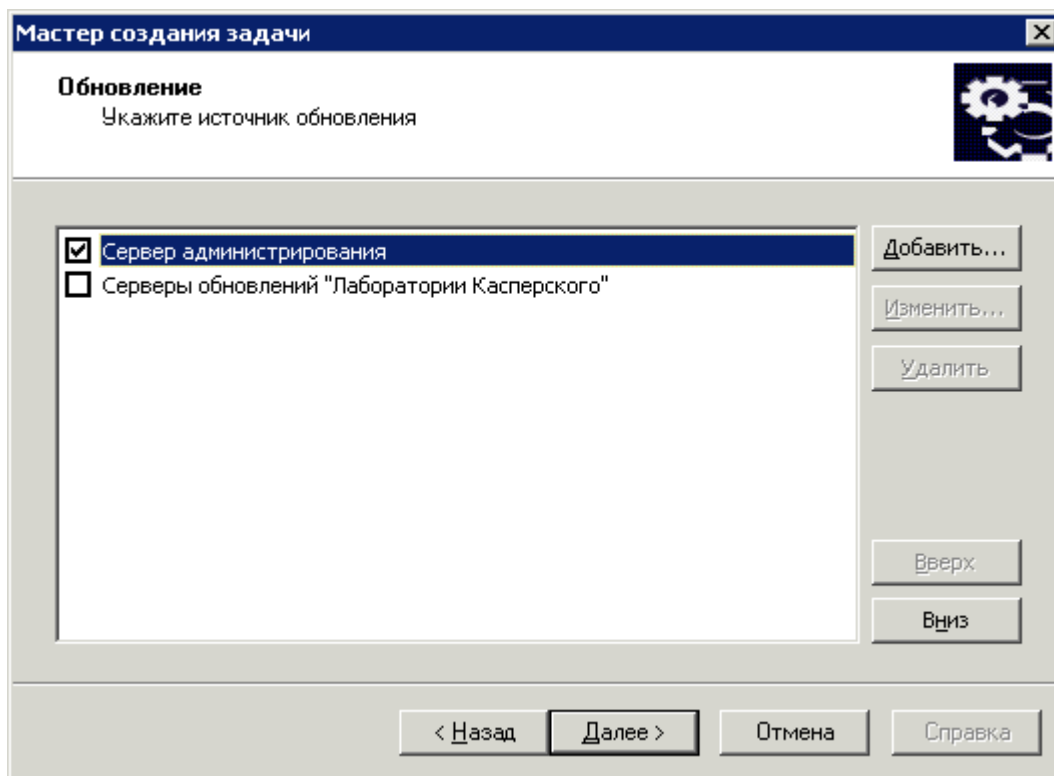 Мастер создания задачи
Обновление
Укажите источник обновления
Сервер администрирования
Серверы обновлений "Лаборатории Касперского"
Добавить...
Изменить...
Удалить
Вверх
Вниз
< Назад
Далее >
Отмена
Справка